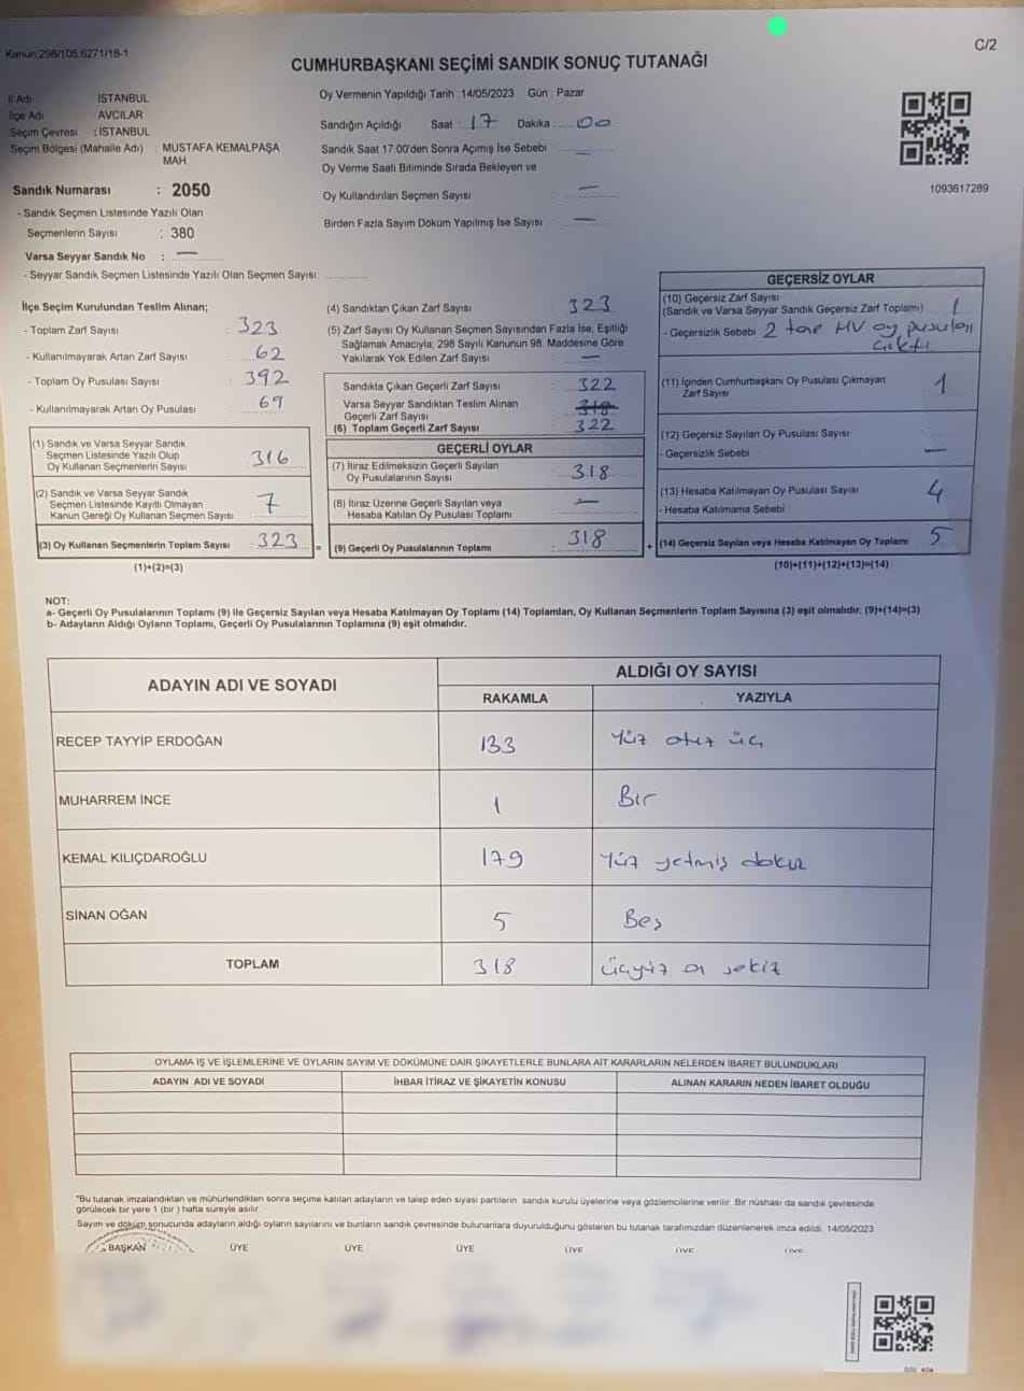 Kanun:298/105,6271/18-1
C/2
CUMHURBAŞKANI SEÇİMİ SANDIK SONUÇ TUTANAĞI
İl Adı : İSTANBUL
İlçe Adı : AVCILAR
Seçim Çevresi : İSTANBUL
Seçim Bölgesi (Mahalle Adı) : MUSTAFA KEMALPAŞA MAH.
Sandık Numarası : 2050
- Sandık Seçmen Listesinde Yazılı Olan
Seçmenlerin Sayısı : 380
Varsa Seyyar Sandık No : —
- Seyyar Sandık Seçmen Listesinde Yazılı Olan Seçmen Sayısı:
Oy Vermenin Yapıldığı Tarih :14/05/2023 Gün : Pazar
Sandığın Açıldığı Saat : 17 Dakika : 00
Sandık Saat 17:00'den Sonra Açımış İse Sebebi —
Oy Verme Saati Bitiminde Sırada Bekleyen ve
Oy Kullandırılan Seçmen Sayısı —
Birden Fazla Sayım Döküm Yapılmış İse Sayısı —
1093617289
İlçe Seçim Kurulundan Teslim Alınan;
- Toplam Zarf Sayısı : 323
- Kullanılmayarak Artan Zarf Sayısı : 62
- Toplam Oy Pusulası Sayısı : 392
- Kullanılmayarak Artan Oy Pusulası : 69
(1) Sandık ve Varsa Seyyar Sandık
Seçmen Listesinde Yazılı Olup
Oy Kullanan Seçmenlerin Sayısı 316
(2) Sandık ve Varsa Seyyar Sandık
Seçmen Listesinde Kayıtlı Olmayan
Kanun Gereği Oy Kullanan Seçmen Sayısı 7
(3) Oy Kullanan Seçmenlerin Toplam Sayısı : 323
(1)+(2)=(3)
(4) Sandıktan Çıkan Zarf Sayısı 323
(5) Zarf Sayısı Oy Kullanan Seçmen Sayısından Fazla İse, Eşitliği
Sağlamak Amacıyla, 298 Sayılı Kanunun 98. Maddesine Göre
Yakılarak Yok Edilen Zarf Sayısı —
Sandıkta Çıkan Geçerli Zarf Sayısı : 322
Varsa Seyyar Sandıktan Teslim Alınan
Geçerli Zarf Sayısı 318
(6) Toplam Geçerli Zarf Sayısı : 322
GEÇERLİ OYLAR
(7) İtiraz Edilmeksizin Geçerli Sayılan
Oy Pusulalarının Sayısı 318
(8) İtiraz Üzerine Geçerli Sayılan veya
Hesaba Katılan Oy Pusulası Toplamı —
(9) Geçerli Oy Pusulalarının Toplamı 318
GEÇERSİZ OYLAR
(10) Geçersiz Zarf Sayısı
(Sandık ve Varsa Seyyar Sandık Geçersiz Zarf Toplamı) 1
- Geçersizlik Sebebi 2 tane MV oy pusulası
çıktı
(11) İçinden Cumhurbaşkanı Oy Pusulası Çıkmayan
Zarf Sayısı 1
(12) Geçersiz Sayılan Oy Pusulası Sayısı
- Geçersizlik Sebebi —
(13) Hesaba Katılmayan Oy Pusulası Sayısı 4
- Hesaba Katılmama Sebebi
(14) Geçersiz Sayılan veya Hesaba Katılmayan Oy Toplamı 5
(10)+(11)+(12)+(13)=(14)
NOT:
a- Geçerli Oy Pusulalarının Toplamı (9) ile Geçersiz Sayılan veya Hesaba Katılmayan Oy Toplamı (14) Toplamları, Oy Kullanan Seçmenlerin Toplam Sayısına (3) eşit olmalıdır. (9)+(14)=(3)
b- Adayların Aldığı Oyların Toplamı, Geçerli Oy Pusulalarının Toplamına (9) eşit olmalıdır.
ADAYIN ADI VE SOYADI
ALDIĞI OY SAYISI
RAKAMLA YAZIYLA
RECEP TAYYİP ERDOĞAN 133 Yüz otuz üç
MUHARREM İNCE 1 Bir
KEMAL KILIÇDAROĞLU 179 Yüz yetmiş dokuz
SİNAN OĞAN 5 Beş
TOPLAM 318 üçyüz on sekiz
OYLAMA İŞ VE İŞLEMLERİNE VE OYLARIN SAYIM VE DÖKÜMÜNE DAİR ŞİKAYETLERLE BUNLARA AİT KARARLARIN NELERDEN İBARET BULUNDUKLARI
ADAYIN ADI VE SOYADI İHBAR İTİRAZ VE ŞİKAYETİN KONUSU ALINAN KARARIN NEDEN İBARET OLDUĞU
"Bu tutanak imzalandıktan ve mühürlendikten sonra seçime katılan adayların ve talep eden siyasi partilerin sandık kurulu üyelerine veya gözlemcilerine verilir. Bir nüshası da sandık çevresinde
görülecek bir yere 1 (bir) hafta süreyle asılır.
Sayım ve döküm sonucunda adayların aldığı oyların sayılarını ve bunların sandık çevresinde bulunanlara duyurulduğunu gösteren bu tutanak tarafımızdan düzenlenerek imza edildi. 14/05/2023
BAŞKAN ÜYE ÜYE ÜYE ÜYE ÜYE ÜYE